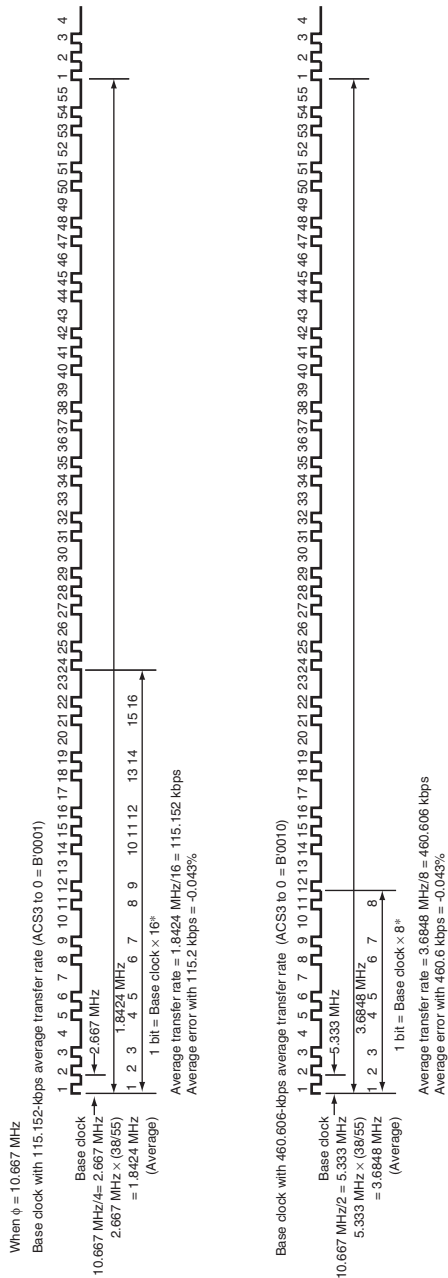 When ϕ = 10.667 MHz
Base clock with 115.152-kbps average transfer rate (ACS3 to 0 = B'0001)
1 2 3 4 5 6 7 8 9 10 11 12 13 14 15 16 17 18 19 20 21 22 23 24 25 26 27 28 29 30 31 32 33 34 35 36 37 38 39 40 41 42 43 44 45 46 47 48 49 50 51 52 53 54 55 1 2 3 4
Base clock
10.667 MHz/4= 2.667 MHz
2.667 MHz
2.667 MHz × (38/55)
1.8424 MHz
= 1.8424 MHz
1 2 3 4 5 6 7 8 9 10 11 12 13 14 15 16
(Average)
1 bit = Base clock × 16*
Average transfer rate = 1.8424 MHz/16 = 115.152 kbps
Average error with 115.2 kbps = -0.043%
Base clock with 460.606-kbps average transfer rate (ACS3 to 0 = B'0010)
1 2 3 4 5 6 7 8 9 10 11 12 13 14 15 16 17 18 19 20 21 22 23 24 25 26 27 28 29 30 31 32 33 34 35 36 37 38 39 40 41 42 43 44 45 46 47 48 49 50 51 52 53 54 55 1 2 3 4
Base clock
10.667 MHz/2 = 5.333 MHz
5.333 MHz
5.333 MHz × (38/55)
3.6848 MHz
= 3.6848 MHz
1 2 3 4 5 6 7 8
(Average)
1 bit = Base clock × 8*
Average transfer rate = 3.6848 MHz/8 = 460.606 kbps
Average error with 460.6 kbps = -0.043%